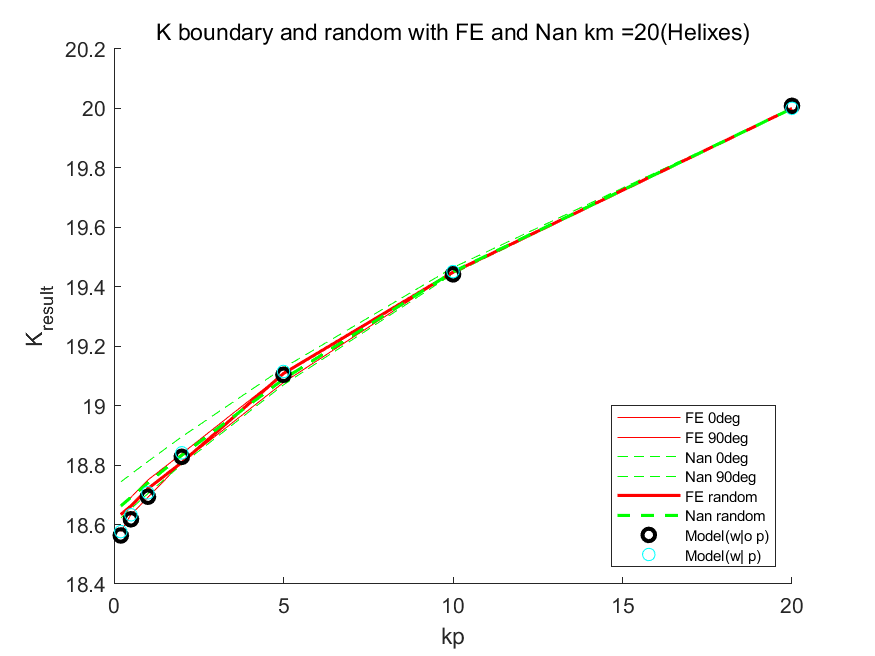 K boundary and random with FE and Nan km =20(Helixes)
20.2
20
19.8
19.6
19.4
19.2
19
18.8
18.6
18.4
K_result
0
5
10
15
20
kp
FE 0deg
FE 90deg
Nan 0deg
Nan 90deg
FE random
Nan random
Model(w|o p)
Model(w| p)